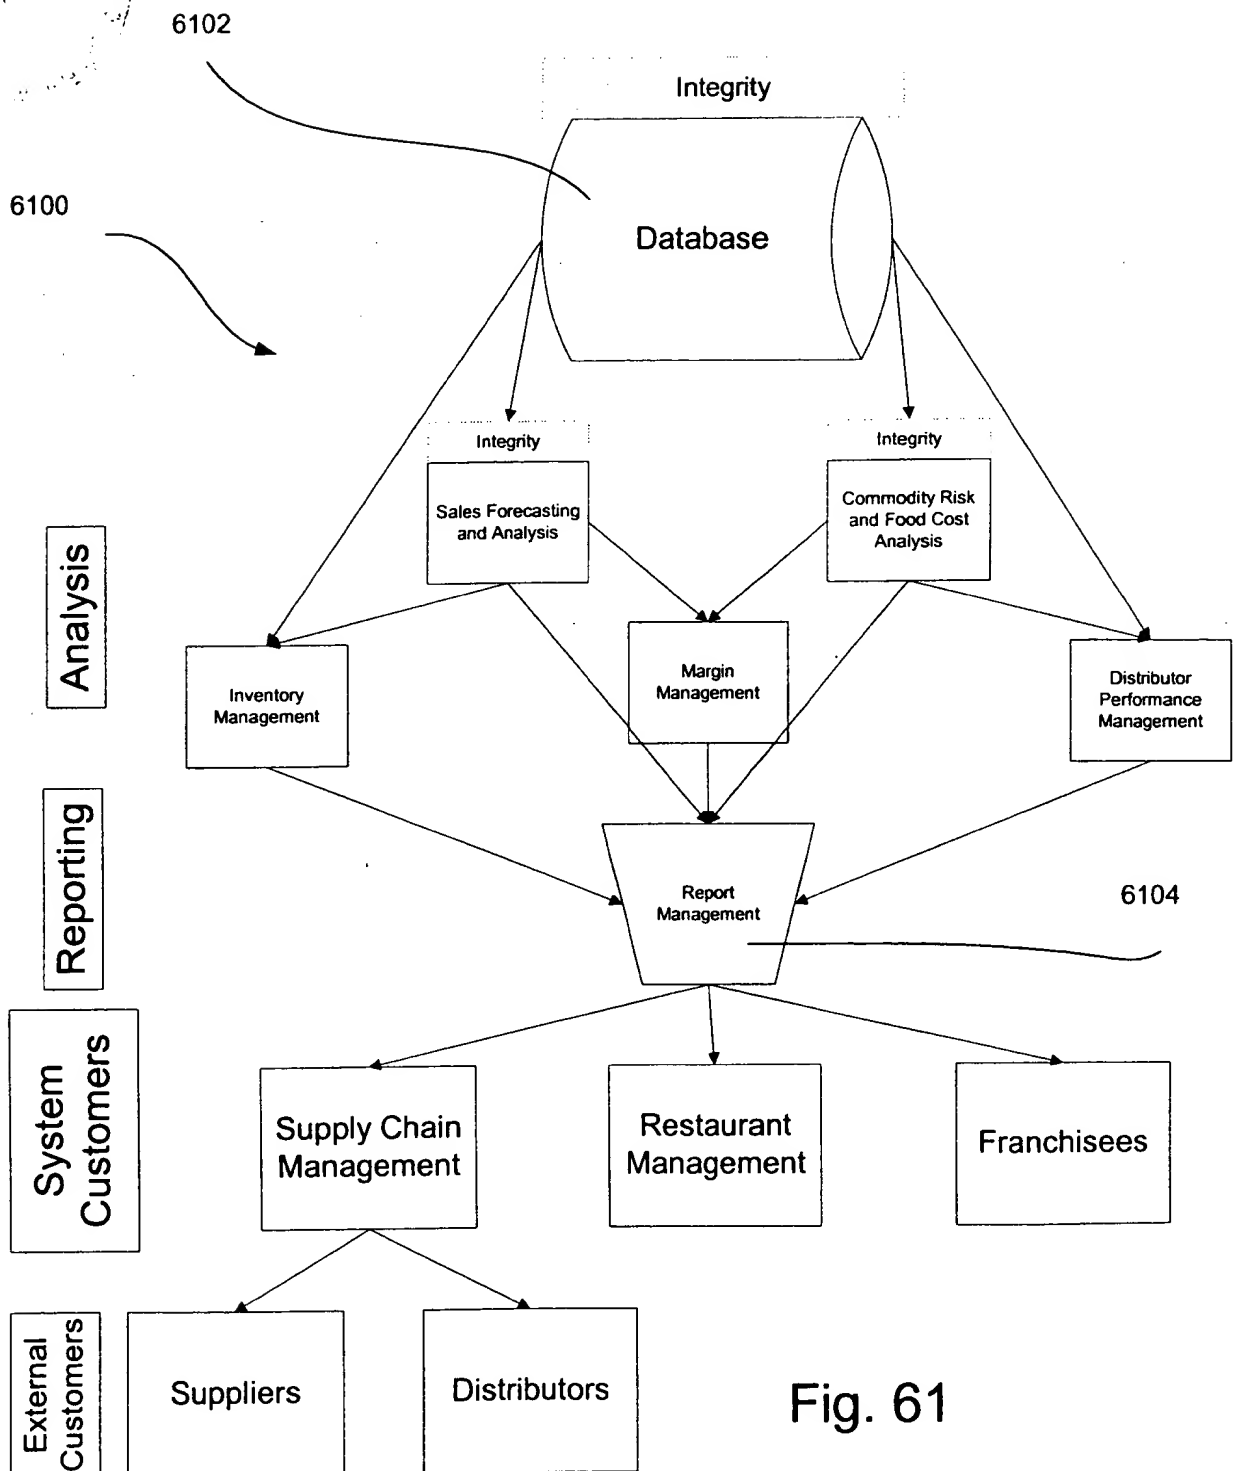 6102
Integrity
6100
Database
Integrity
Integrity
Sales Forecasting
and Analysis
Commodity Risk
and Food Cost
Analysis
Analysis
Inventory
Management
Margin
Management
Distributor
Performance
Management
Reporting
Report
Management
6104
System
Customers
Supply Chain
Management
Restaurant
Management
Franchisees
External
Customers
Suppliers
Distributors
Fig. 61